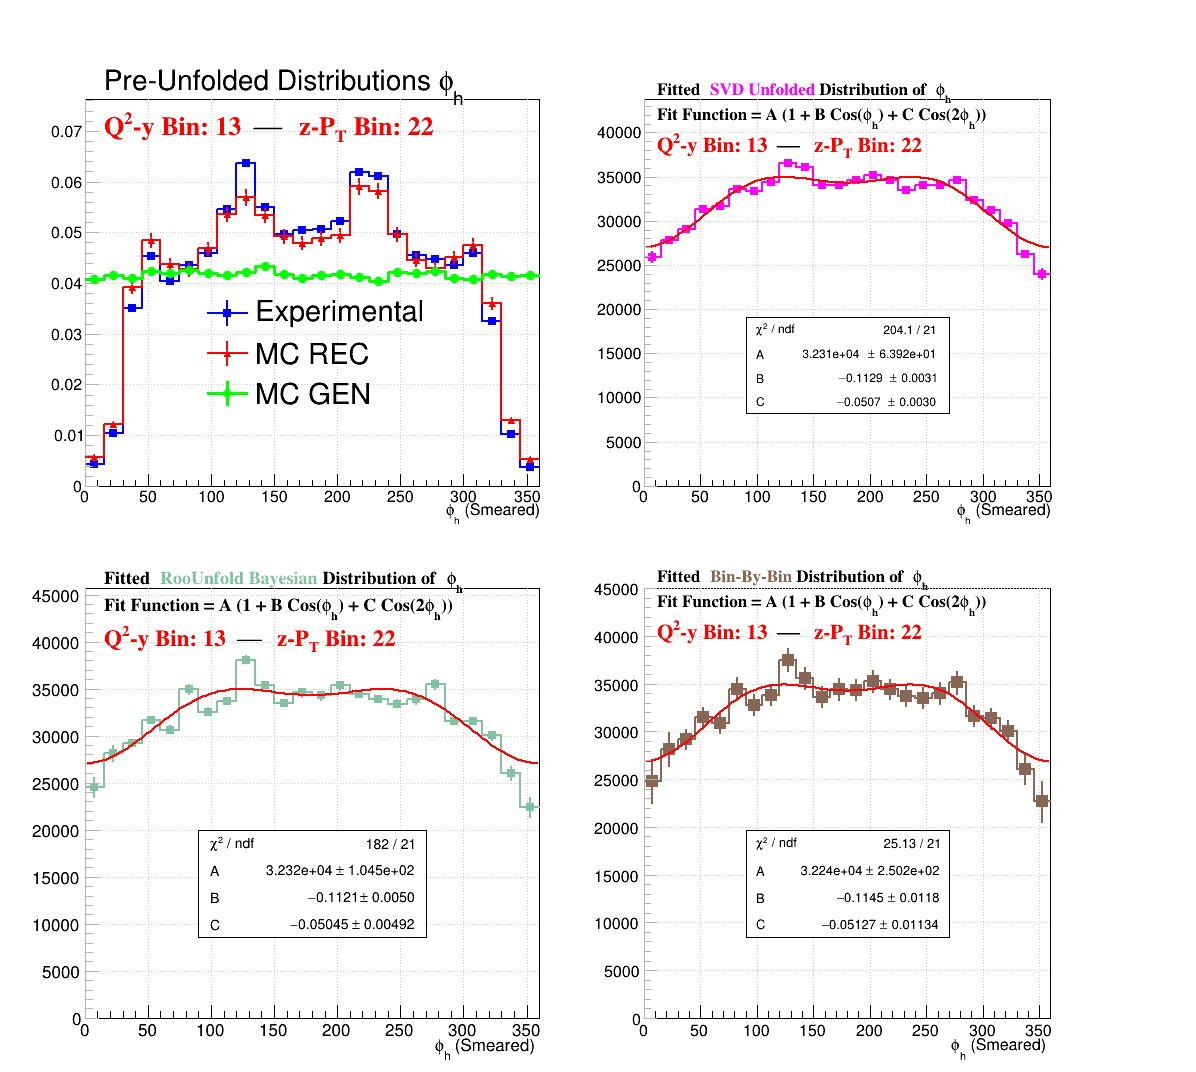 Pre-Unfolded Distributions ϕh
Q²-y Bin: 13 — z-PT Bin: 22
0.07
0.06
0.05
0.04
0.03
0.02
0.01
0
Experimental
MC REC
MC GEN
0 50 100 150 200 250 300 350
ϕh (Smeared)
Fitted SVD Unfolded Distribution of ϕh
Fit Function = A (1 + B Cos(ϕh) + C Cos(2ϕh))
Q²-y Bin: 13 — z-PT Bin: 22
40000
35000
30000
25000
20000
15000
10000
5000
0
χ² / ndf 204.1 / 21
A 3.231e+04 ± 6.392e+01
B −0.1129 ± 0.0031
C −0.0507 ± 0.0030
0 50 100 150 200 250 300 350
ϕh (Smeared)
Fitted RooUnfold Bayesian Distribution of ϕh
Fit Function = A (1 + B Cos(ϕh) + C Cos(2ϕh))
Q²-y Bin: 13 — z-PT Bin: 22
45000
40000
35000
30000
25000
20000
15000
10000
5000
0
χ² / ndf 182 / 21
A 3.232e+04 ± 1.045e+02
B −0.1121± 0.0050
C −0.05045 ± 0.00492
0 50 100 150 200 250 300 350
ϕh (Smeared)
Fitted Bin-By-Bin Distribution of ϕh
Fit Function = A (1 + B Cos(ϕh) + C Cos(2ϕh))
Q²-y Bin: 13 — z-PT Bin: 22
45000
40000
35000
30000
25000
20000
15000
10000
5000
0
χ² / ndf 25.13 / 21
A 3.224e+04 ± 2.502e+02
B −0.1145 ± 0.0118
C −0.05127 ± 0.01134
0 50 100 150 200 250 300 350
ϕh (Smeared)